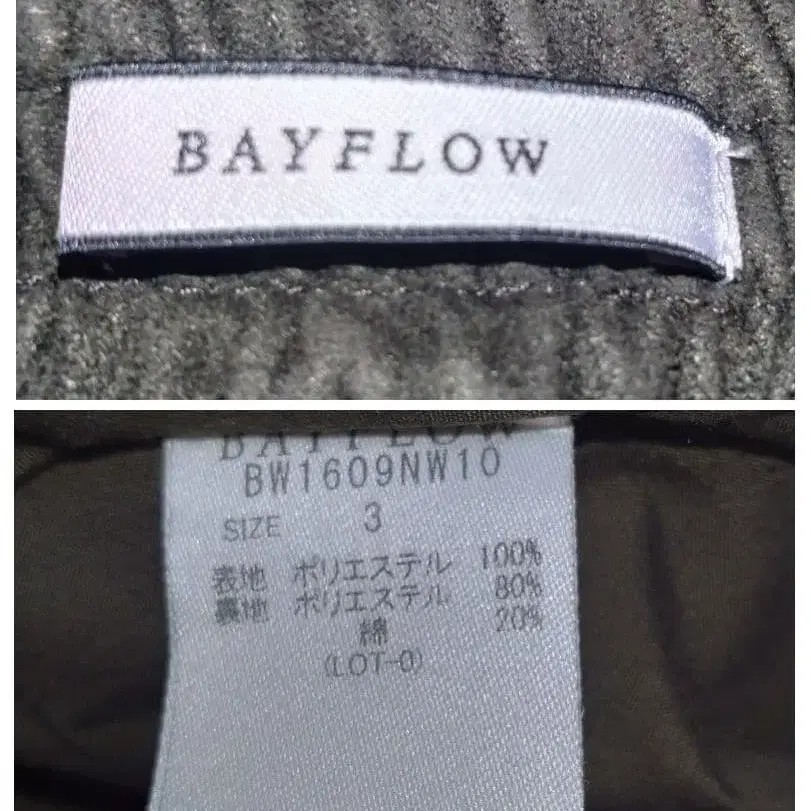 BAYFLOW
BAYFLOW
BW1609NW10
SIZE 3
表地 ポリエステル 100%
裏地 ポリエステル 80%
綿 20%
(LOT-0)